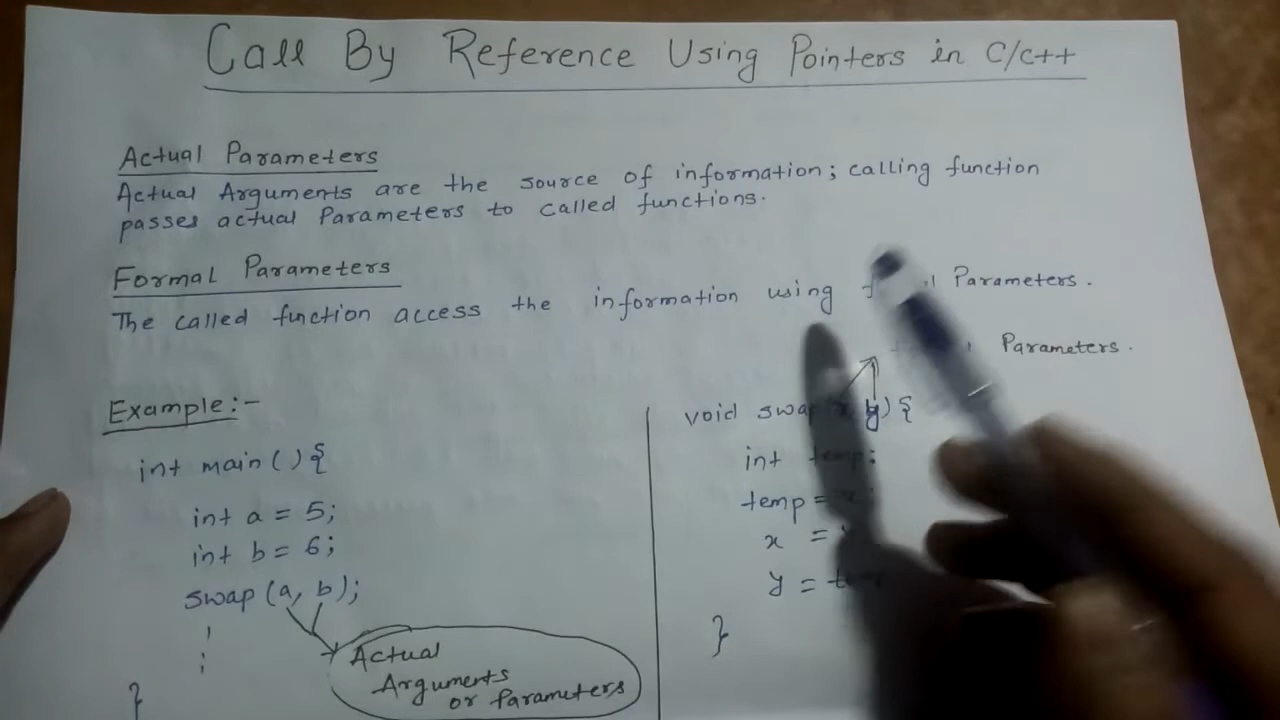 Call By Reference Using Pointers in C/C++
Actual Parameters
Actual Arguments are the source of information; calling function
passes actual Parameters to called functions.
Formal Parameters
The called function access the information using Parameters.
Parameters.
Example:-
int main () {
int a = 5;
int b = 6;
swap (a, b);
}
Actual
Arguments
or Parameters
void swap y) {
int temp;
temp =
x =
y =
}